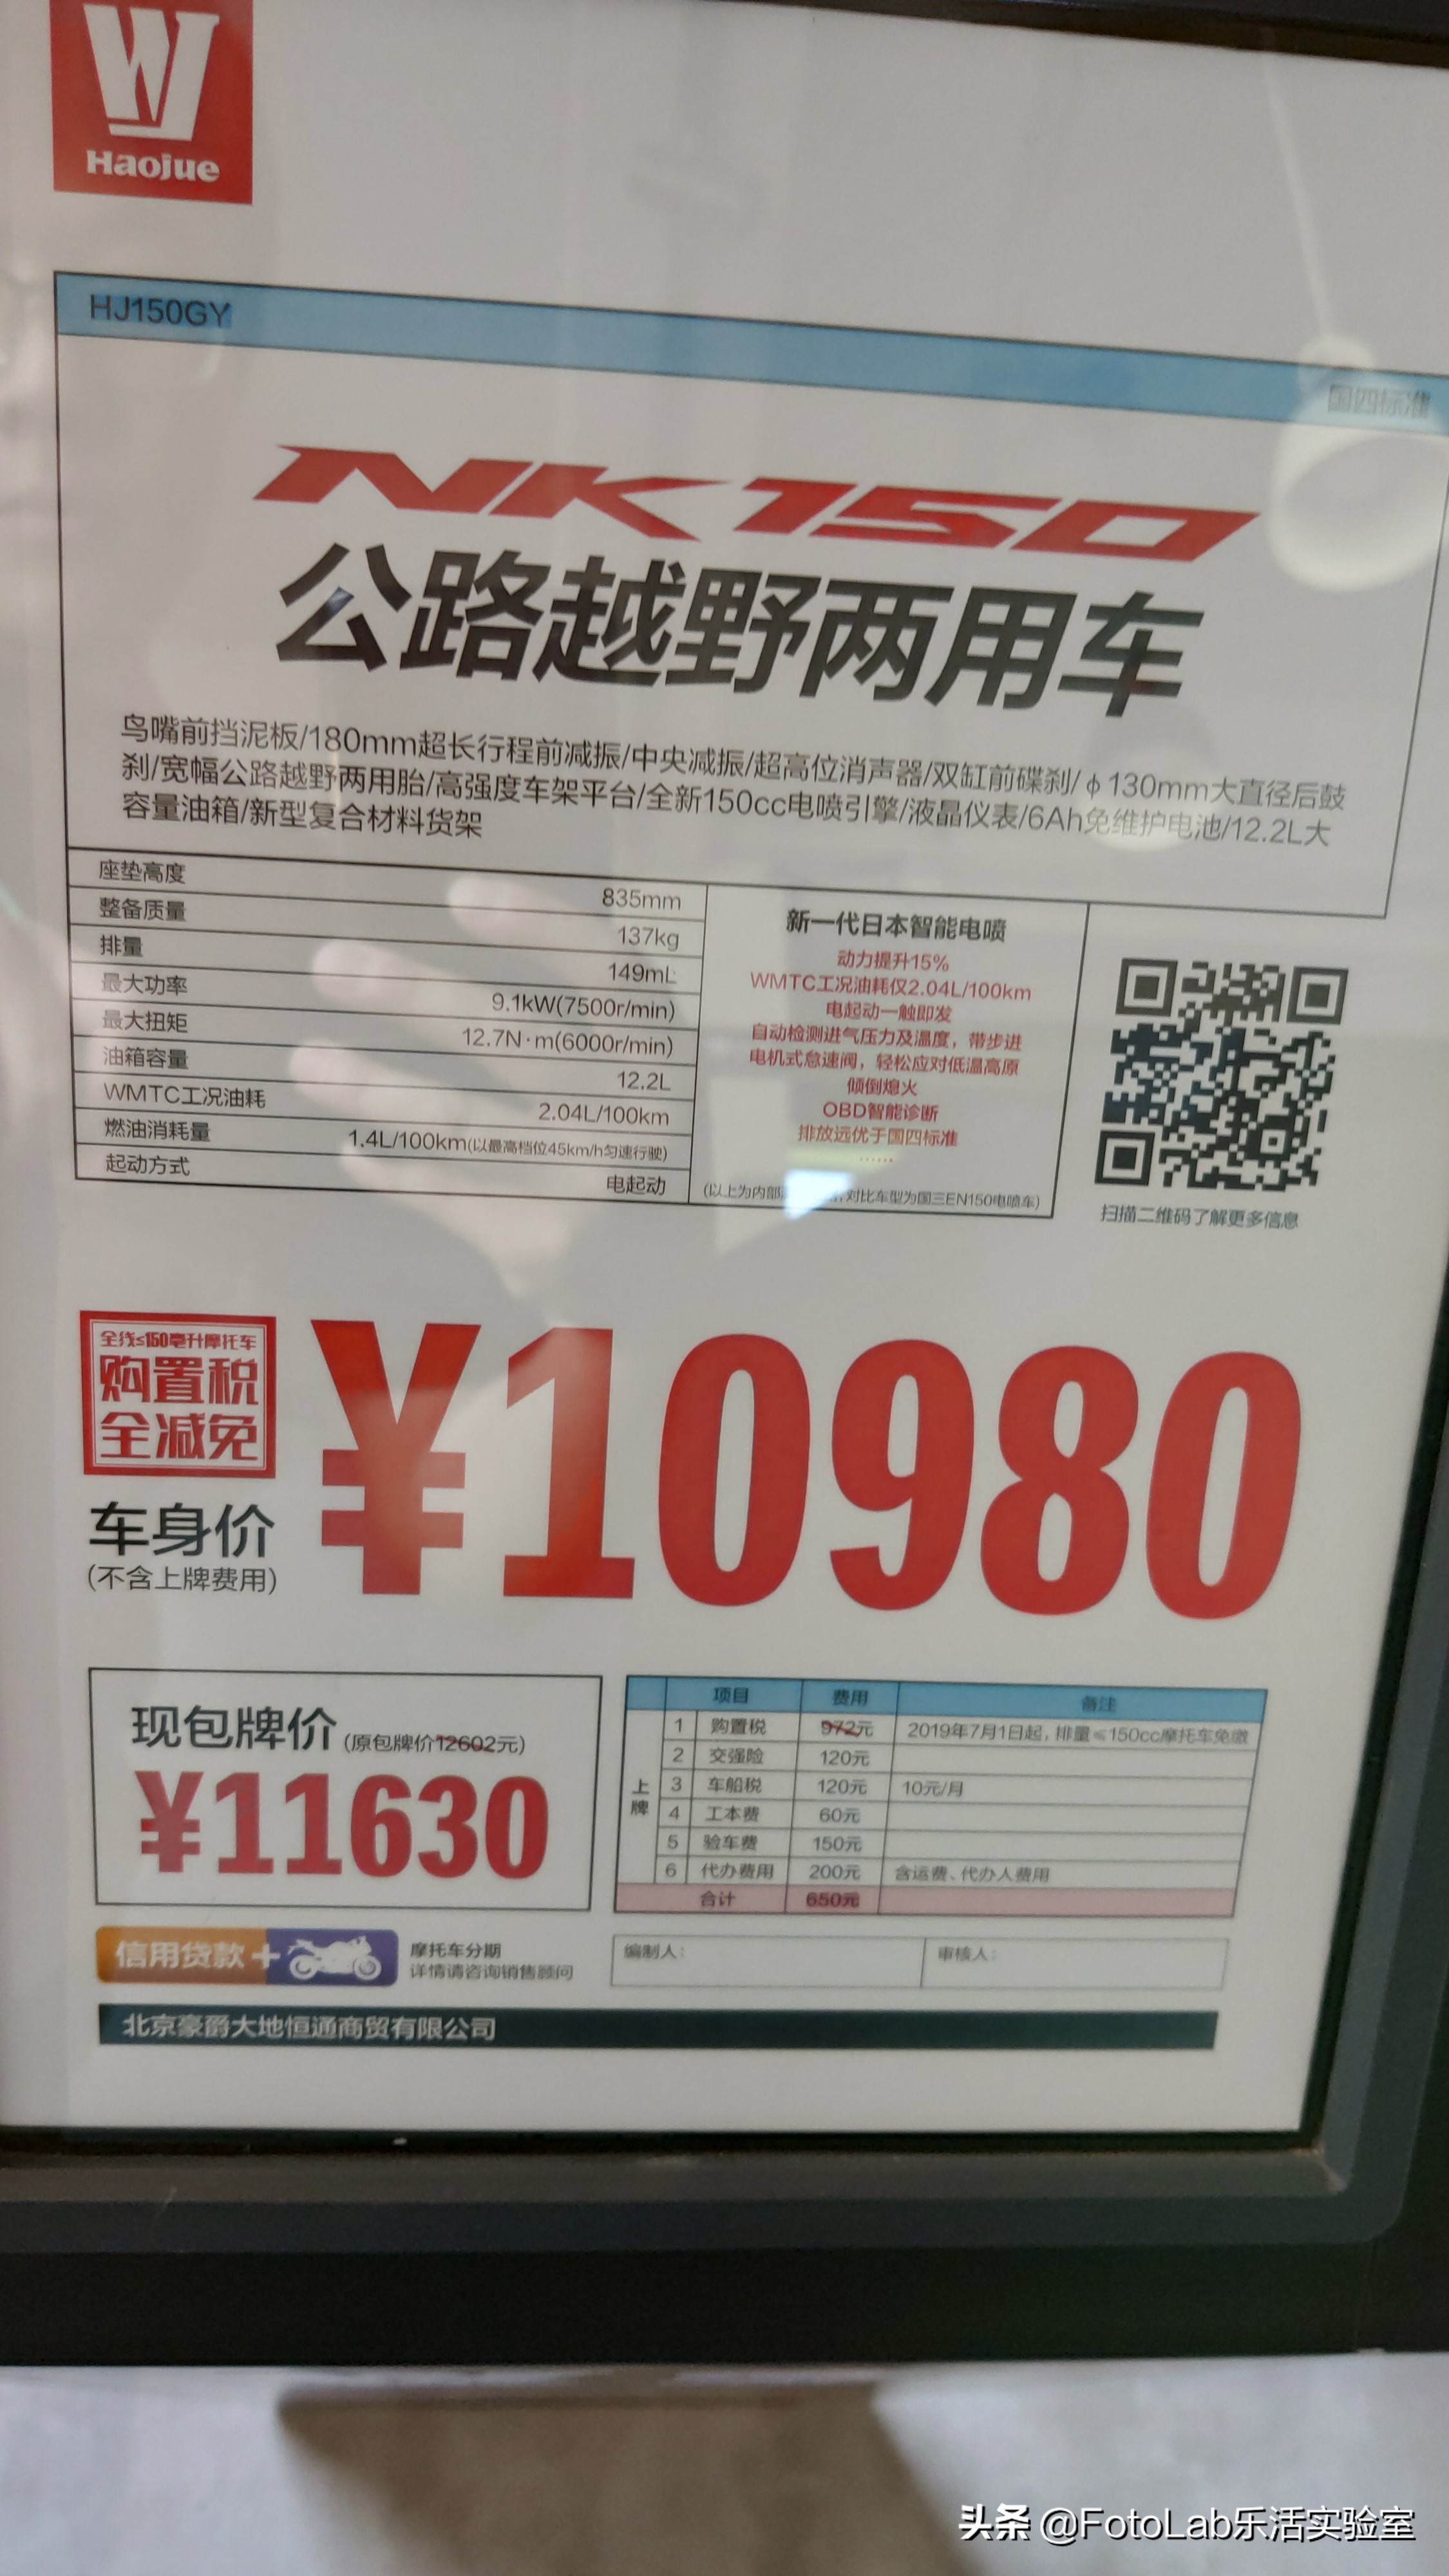 Haojue
HJ150GY
国四标准
NK150
公路越野两用车
鸟嘴前挡泥板/180mm超长行程前减振/中央减振/超高位消声器/双缸前碟刹/φ130mm大直径后鼓
刹/宽幅公路越野两用胎/高强度车架平台/全新150cc电喷引擎/液晶仪表/6Ah免维护电池/12.2L大
容量油箱/新型复合材料货架
座垫高度 835mm
整备质量 137kg
排量 149mL
最大功率 9.1kW(7500r/min)
最大扭矩 12.7N·m(6000r/min)
油箱容量 12.2L
WMTC工况油耗 2.04L/100km
燃油消耗量 1.4L/100km(以最高档位45km/h匀速行驶)
起动方式 电起动
新一代日本智能电喷
动力提升15%
WMTC工况油耗仅2.04L/100km
电起动一触即发
自动检测进气压力及温度，带步进
电机式怠速阀，轻松应对低温高原
倾倒熄火
OBD智能诊断
排放远优于国四标准
······
(以上为内部 对比车型为国三EN150电喷车)
扫描二维码了解更多信息
全线≤150毫升摩托车
购置税
全减免
车身价
(不含上牌费用)
¥10980
现包牌价(原包牌价12602元)
¥11630
项目 费用 备注
上牌
1 购置税 972元 2019年7月1日起，排量≤150cc摩托车免缴
2 交强险 120元
3 车船税 120元 10元/月
4 工本费 60元
5 验车费 150元
6 代办费用 200元 含运费、代办人费用
合计 650元
信用贷款+
摩托车分期
详情请咨询销售顾问
编制人： 审核人：
北京豪爵大地恒通商贸有限公司
头条 @FotoLab乐活实验室